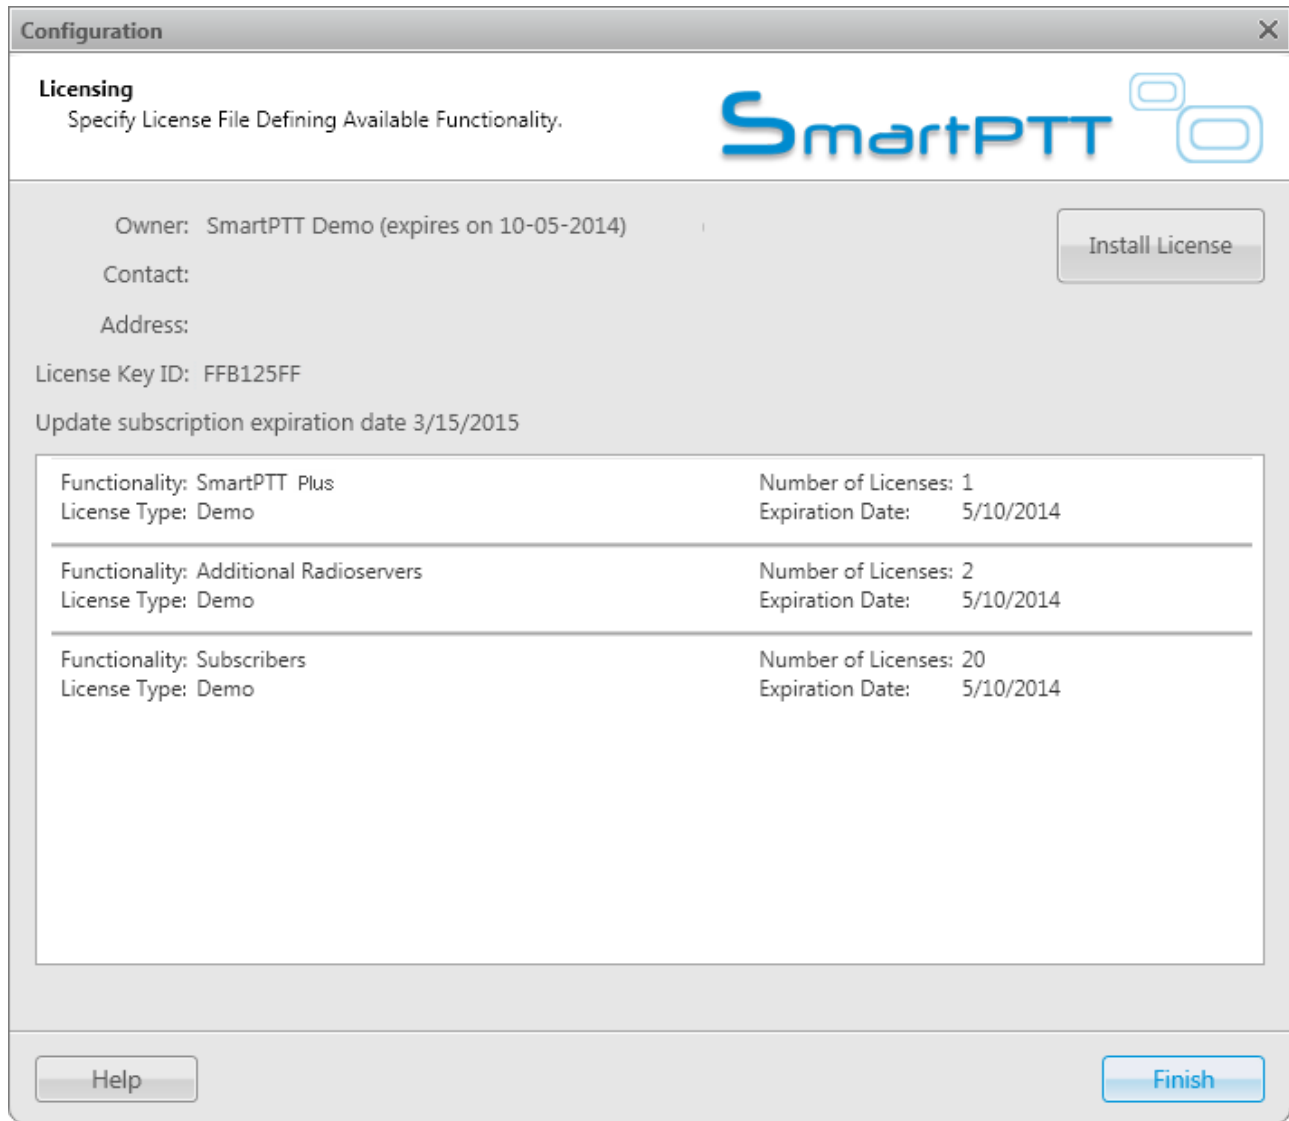 Configuration
Licensing
Specify License File Defining Available Functionality.
SmartPTT
Owner: SmartPTT Demo (expires on 10-05-2014)
Install License
Contact:
Address:
License Key ID: FFB125FF
Update subscription expiration date 3/15/2015
Functionality: SmartPTT Plus Number of Licenses: 1
License Type: Demo Expiration Date: 5/10/2014
Functionality: Additional Radioservers Number of Licenses: 2
License Type: Demo Expiration Date: 5/10/2014
Functionality: Subscribers Number of Licenses: 20
License Type: Demo Expiration Date: 5/10/2014
Help Finish